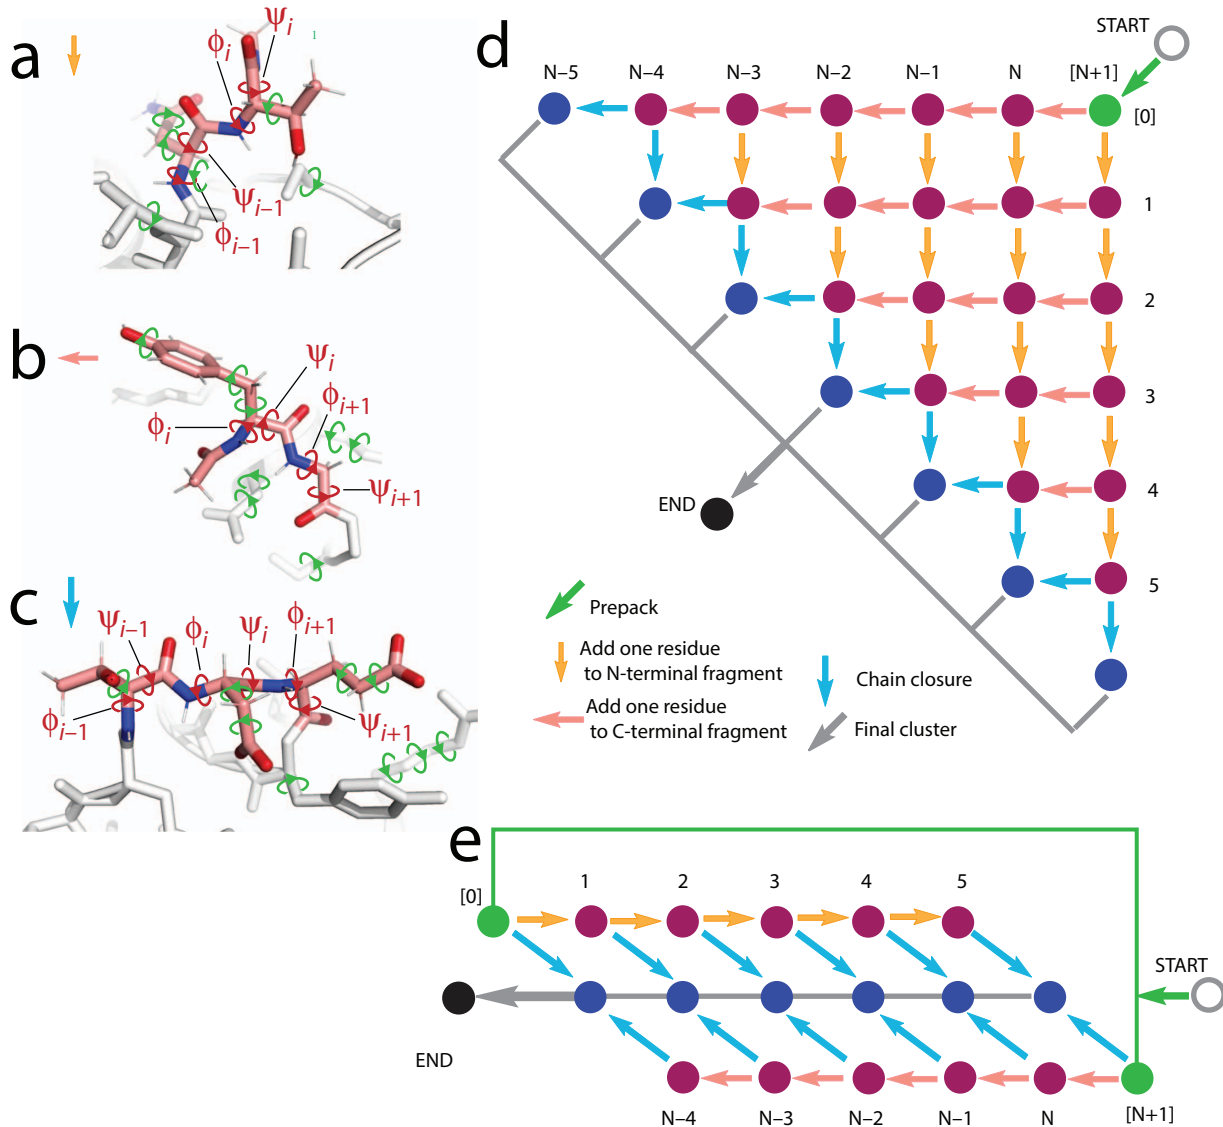 a
ϕi
ψi
1
ψi−1
ϕi−1
b
ψi
ϕi+1
ϕi
ψi+1
c
ψi−1
ϕi
ψi
ϕi+1
ϕi−1
ψi+1
d
START
N−5
N−4
N−3
N−2
N−1
N
[N+1]
[0]
1
2
3
4
5
END
Prepack
Add one residue
to N-terminal fragment
Add one residue
to C-terminal fragment
Chain closure
Final cluster
e
[0]
1
2
3
4
5
START
END
N−4
N−3
N−2
N−1
N
[N+1]